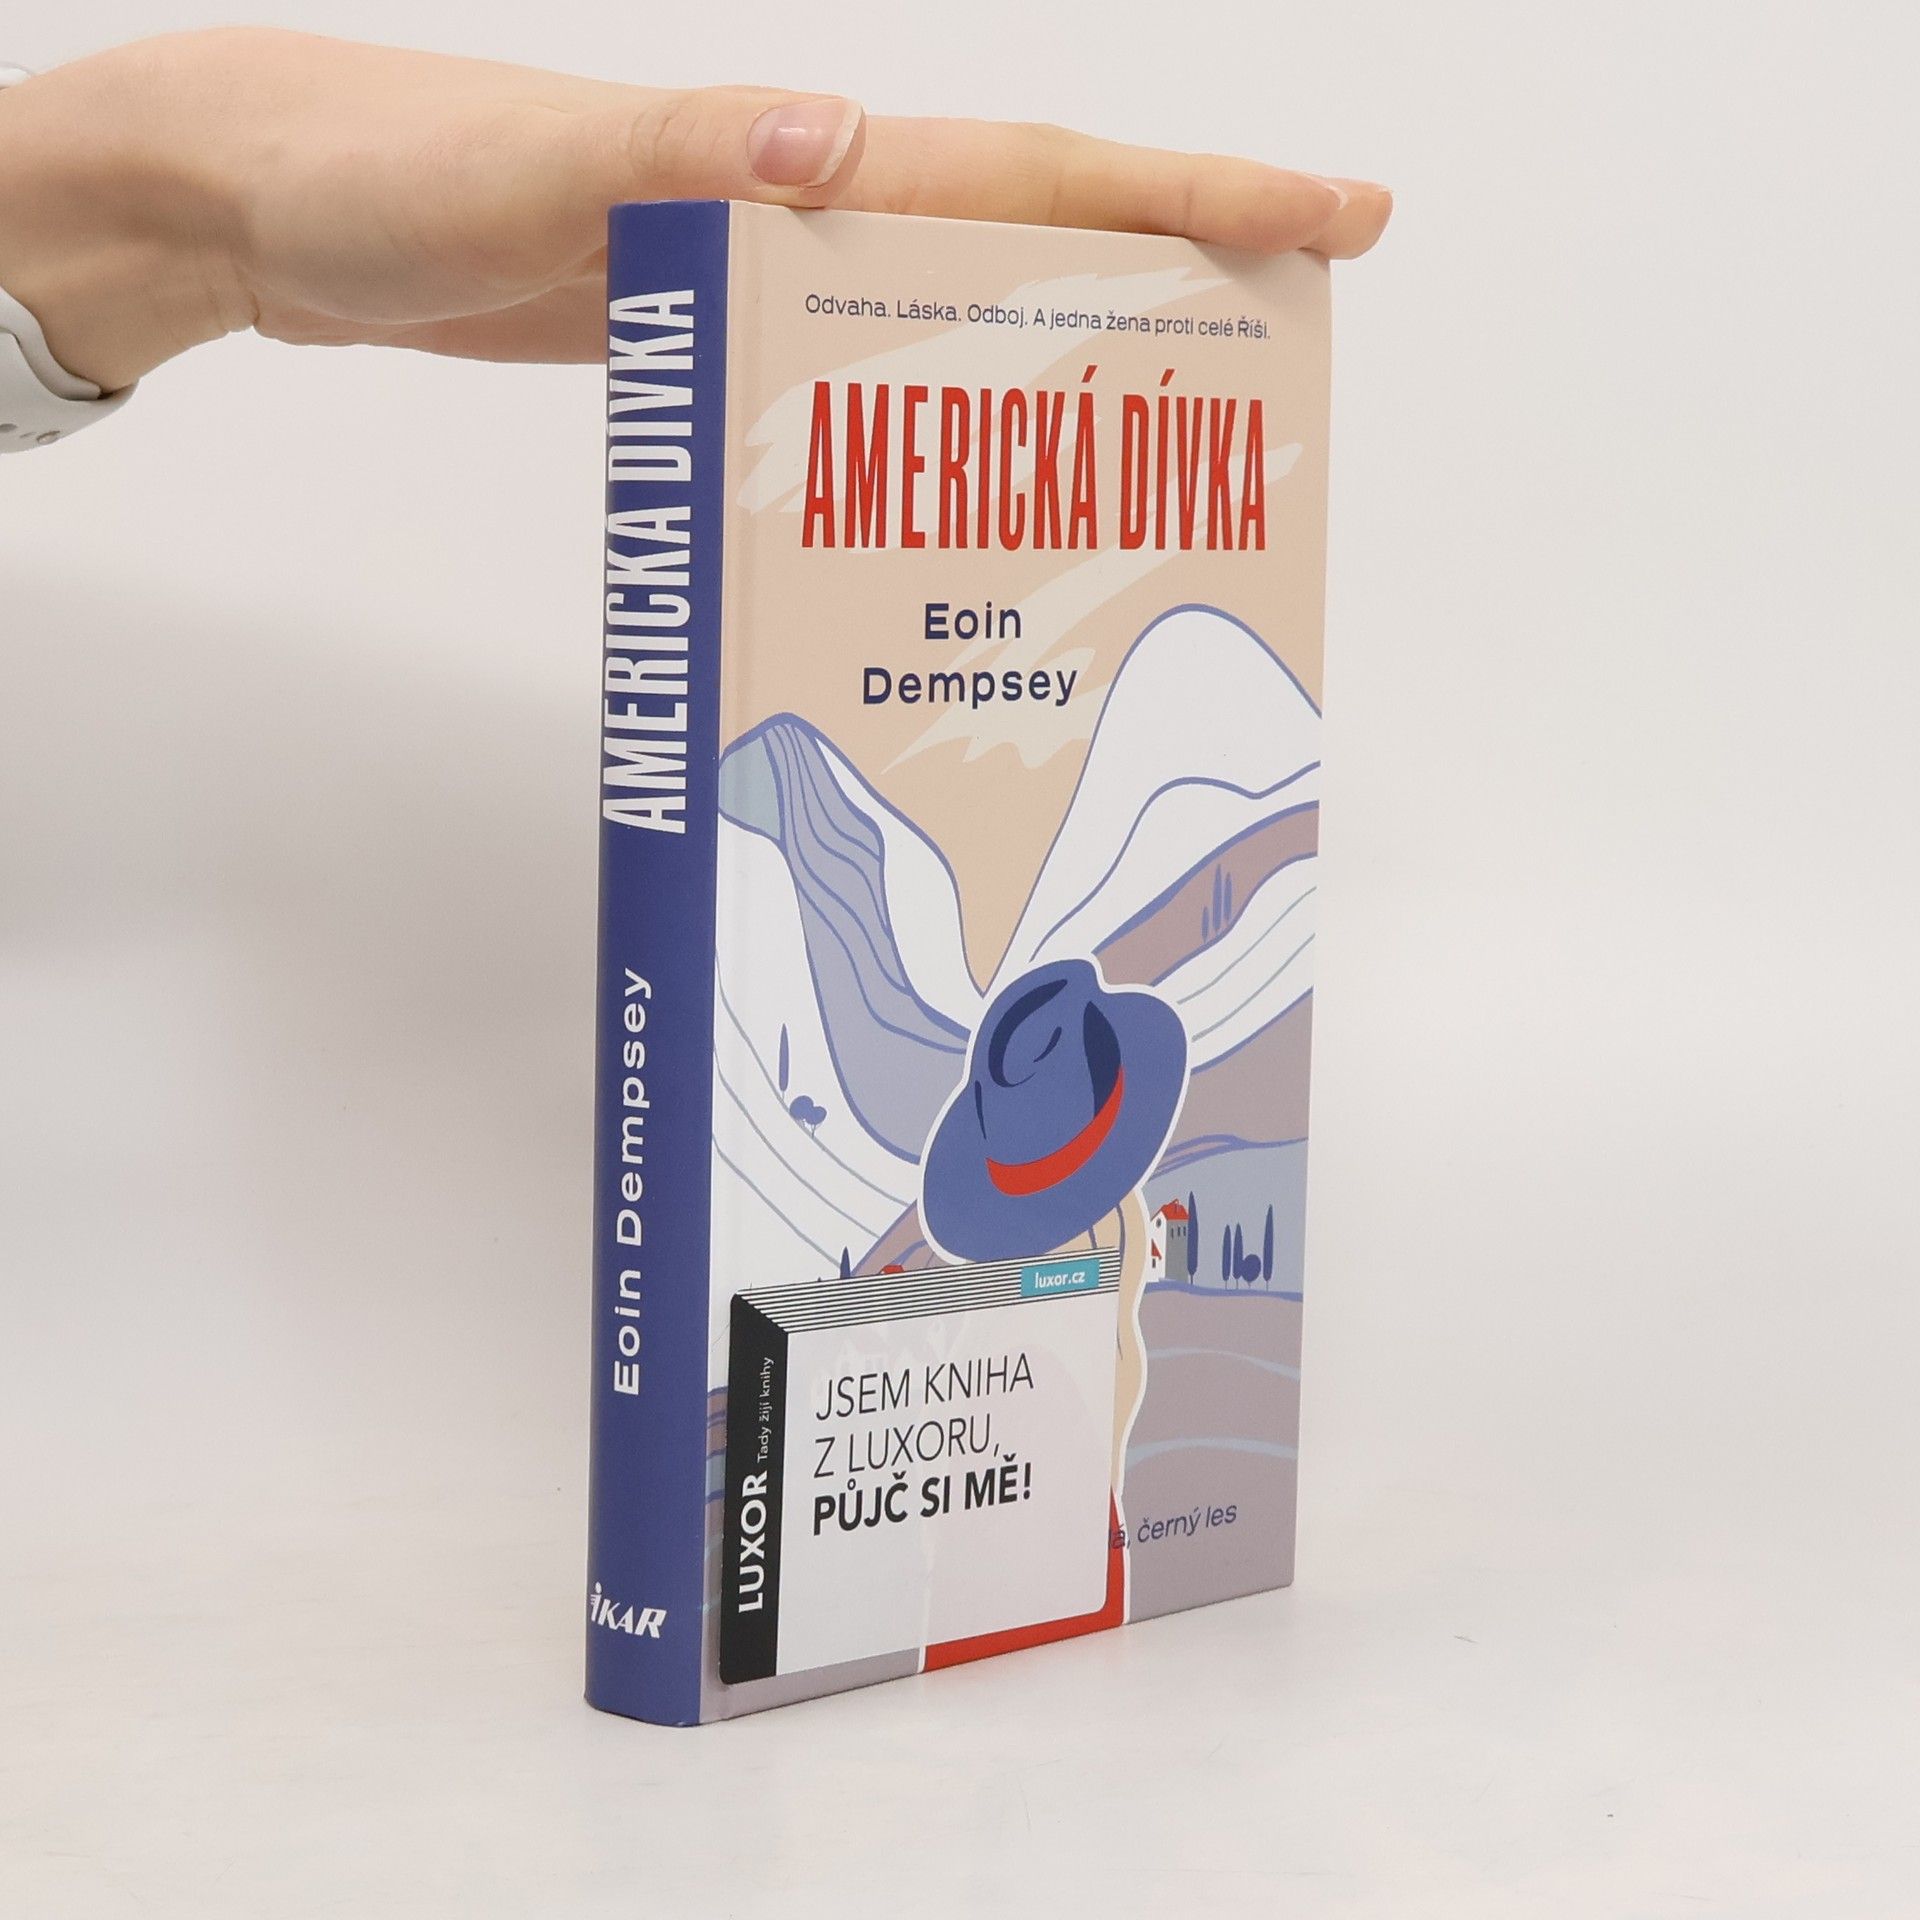 AMERICKÁ DÍVKA
Eoin Dempsey
iKAR
Odvaha. Láska. Odboj. A jedna žena proti celé Říši.
AMERICKÁ DÍVKA
Eoin
Dempsey
luxor.cz
LUXOR Tady žijí knihy
JSEM KNIHA
Z LUXORU,
PŮJČ SI MĚ!
lá, černý les